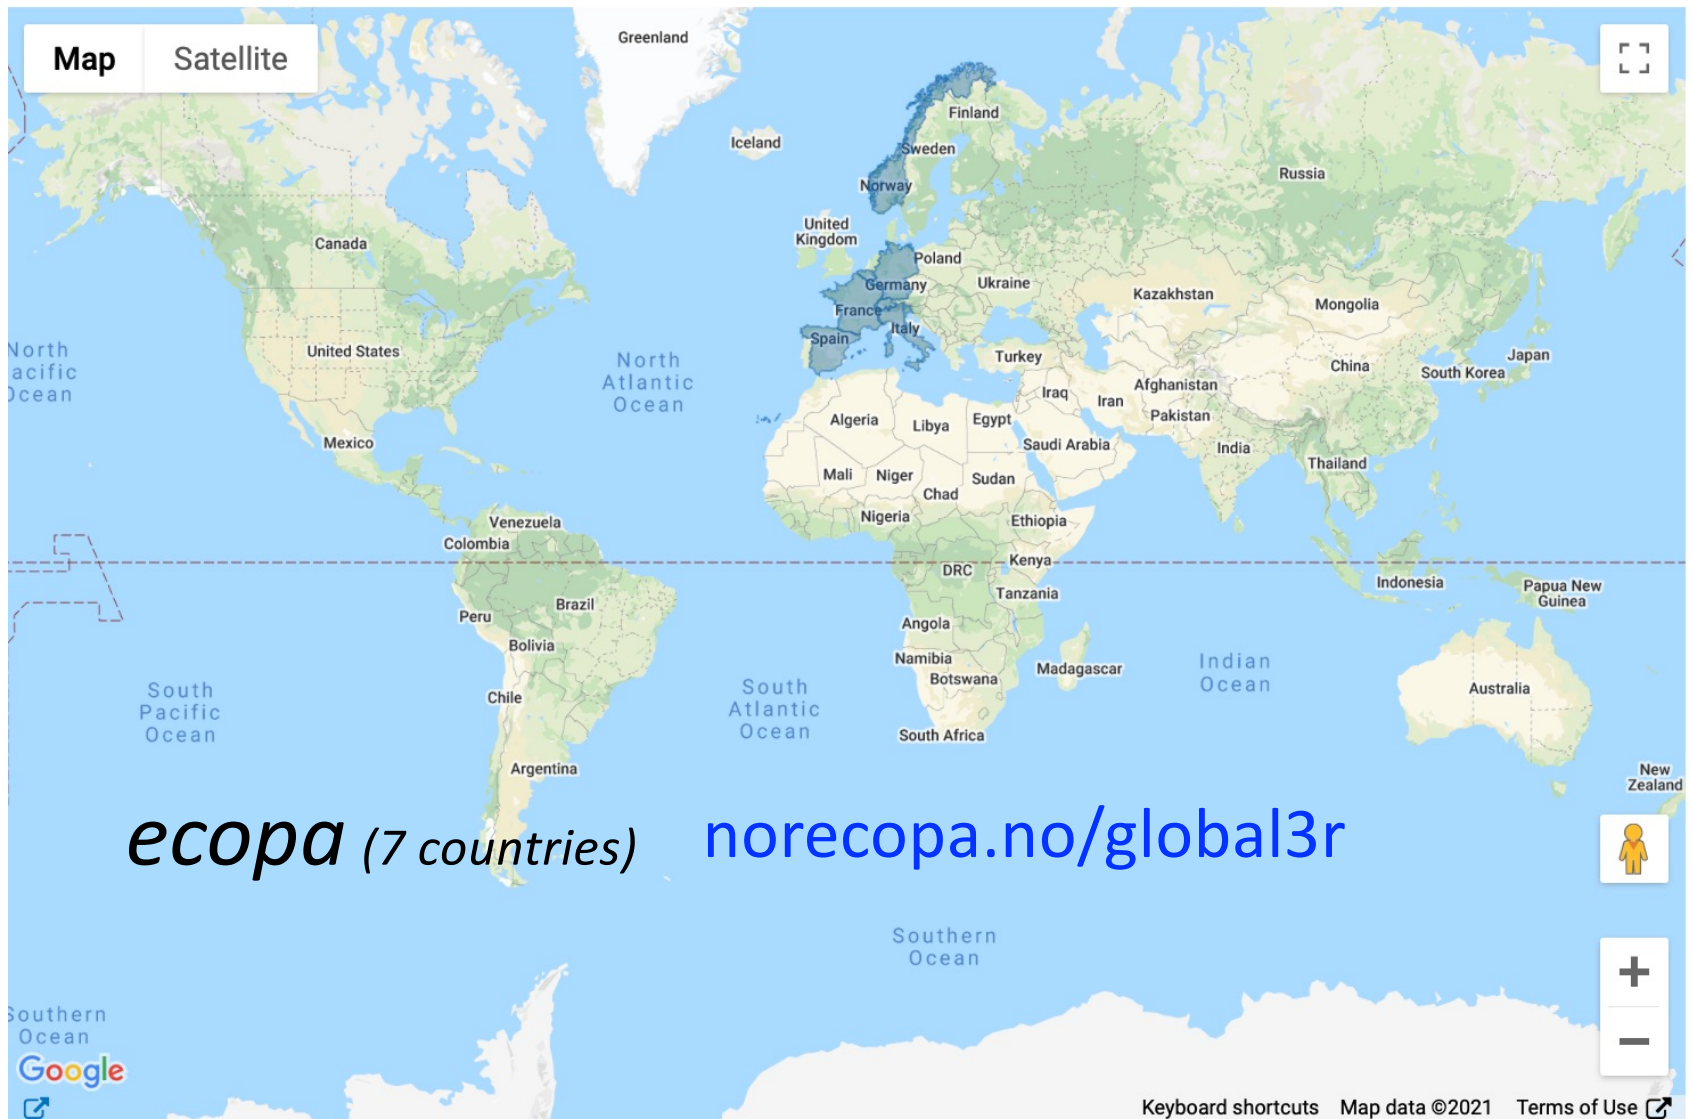 Map
Satellite
Greenland
Iceland
Finland
Sweden
Norway
Russia
United
Kingdom
Canada
Poland
Germany
Ukraine
Kazakhstan
Mongolia
France
Italy
Spain
United States
North
acific
Ocean
North
Atlantic
Ocean
Turkey
Japan
China
South Korea
Afghanistan
Iraq
Iran
Pakistan
Algeria
Libya
Egypt
Saudi Arabia
India
Mexico
Thailand
Mali
Niger
Sudan
Chad
Nigeria
Ethiopia
Venezuela
Colombia
Kenya
DRC
Indonesia
Papua New
Guinea
Tanzania
Brazil
Peru
Angola
Bolivia
Namibia
Botswana
Madagascar
Indian
Ocean
South
Pacific
Ocean
Chile
South
Atlantic
Ocean
Australia
South Africa
Argentina
New
Zealand
ecopa (7 countries)
norecopa.no/global3r
Southern
Ocean
Southern
Ocean
Google
Keyboard shortcuts
Map data ©2021
Terms of Use